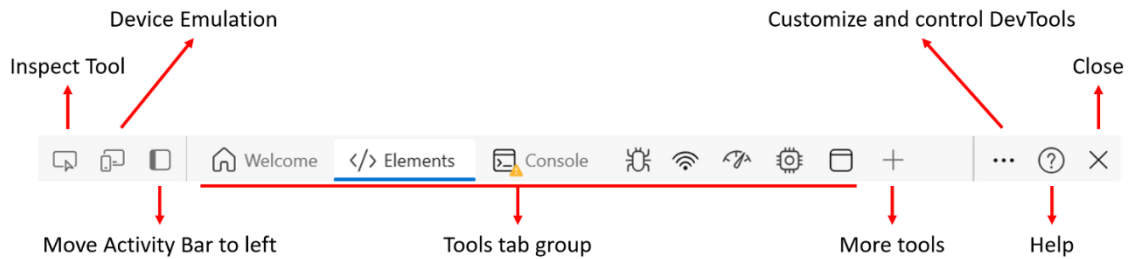 Device Emulation
Customize and control DevTools
Inspect Tool
Close
Welcome
</> Elements
Console
Move Activity Bar to left
Tools tab group
More tools
Help